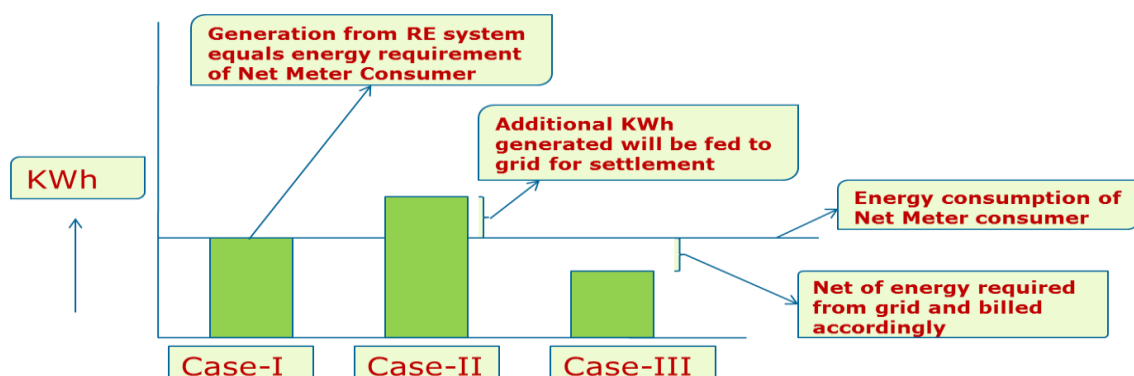 Generation from RE system
equals energy requirement
of Net Meter Consumer
Additional KWh
generated will be fed to
grid for settlement
KWh
Energy consumption of
Net Meter consumer
Net of energy required
from grid and billed
accordingly
Case-I
Case-II
Case-III